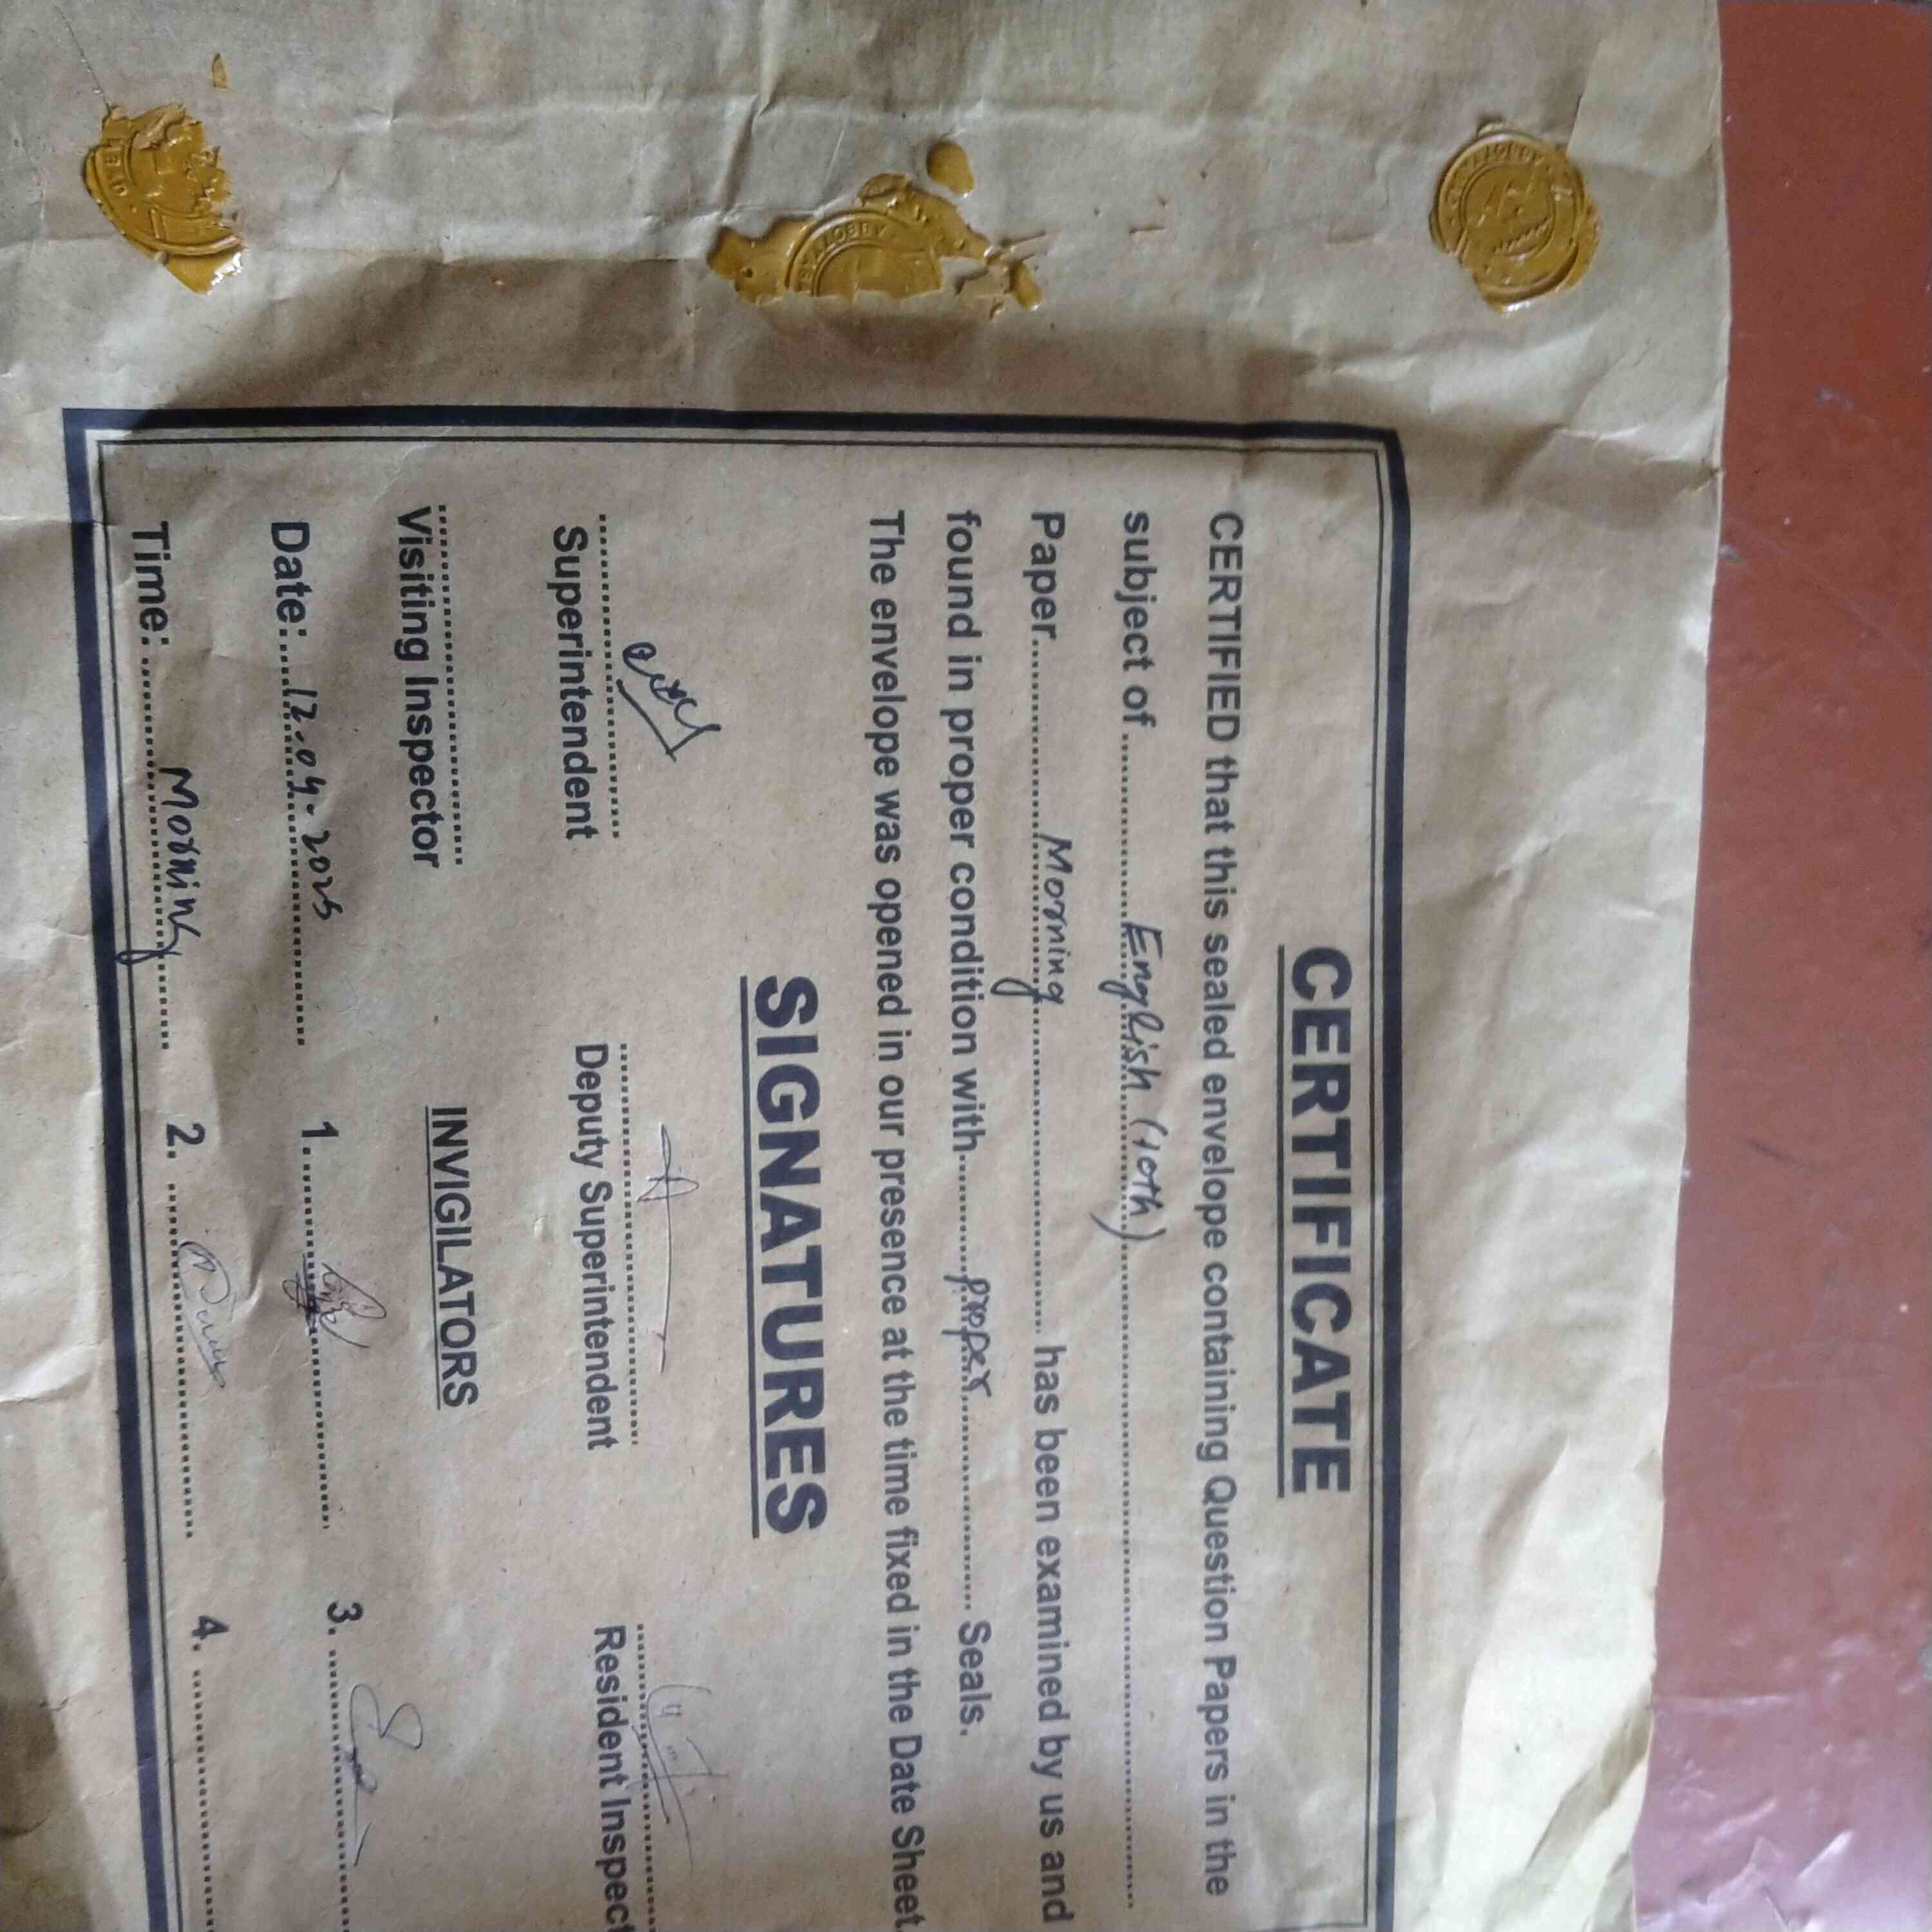 CERTIFICATE
CERTIFIED that this sealed envelope containing Question Papers in the
subject of English (10th)
Paper Morning has been examined by us and
found in proper condition with proper Seals.
The envelope was opened in our presence at the time fixed in the Date Sheet.
SIGNATURES
Superintendent Deputy Superintendent Resident Inspect
Visiting Inspector INVIGILATORS
Date: 12.04.2025 1. 3.
Time: Morning 2. 4.